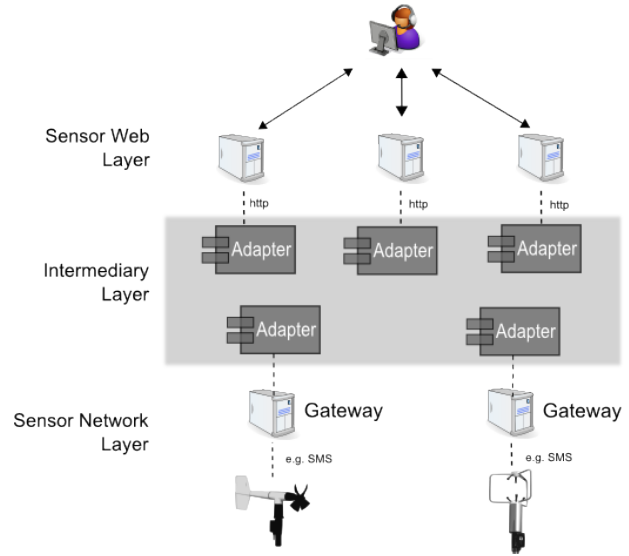 Sensor Web
Layer
http
http
http
Adapter
Adapter
Adapter
Intermediary
Layer
Adapter
Adapter
Gateway
Gateway
Sensor Network
Layer
e.g. SMS
e.g. SMS